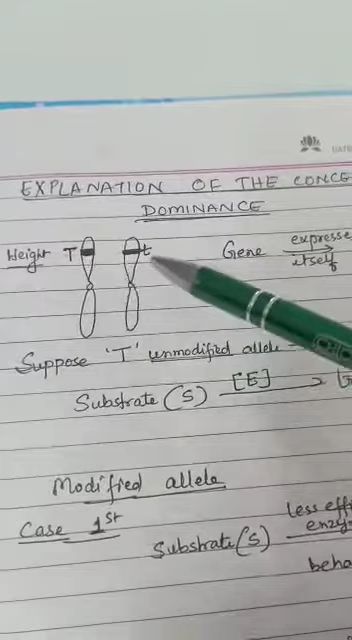 EXPLANATION OF THE CONCE
DOMINANCE
Height T t Gene expresse
itself
Suppose 'T' unmodified allele
Substrate (S) [E]
Modified allele
Case 1st less effi
Substrate (S) enzy
beha